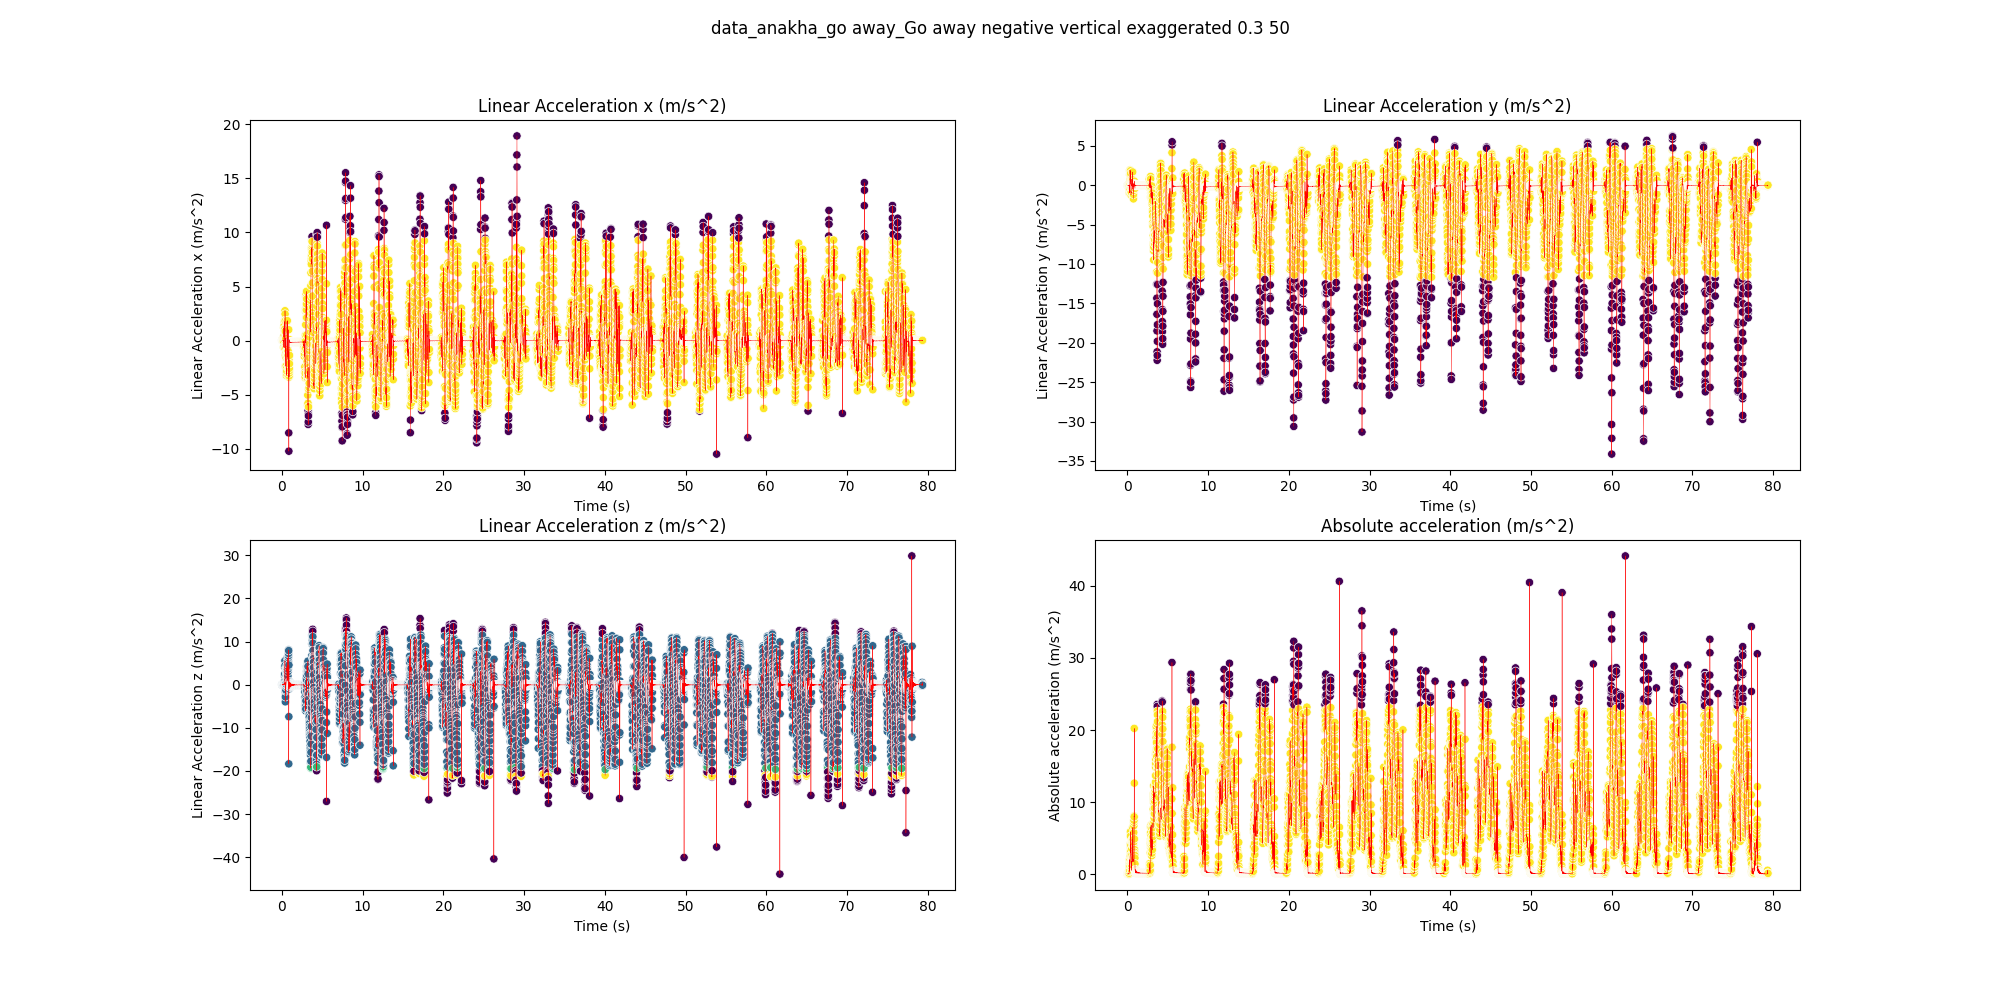 data_anakha_go away_Go away negative vertical exaggerated 0.3 50
Linear Acceleration x (m/s^2)
Linear Acceleration x (m/s^2)
20
15
10
5
0
−5
−10
0 10 20 30 40 50 60 70 80
Time (s)
Linear Acceleration y (m/s^2)
Linear Acceleration y (m/s^2)
5
0
−5
−10
−15
−20
−25
−30
−35
0 10 20 30 40 50 60 70 80
Time (s)
Linear Acceleration z (m/s^2)
Linear Acceleration z (m/s^2)
30
20
10
0
−10
−20
−30
−40
0 10 20 30 40 50 60 70 80
Time (s)
Absolute acceleration (m/s^2)
Absolute acceleration (m/s^2)
40
30
20
10
0
0 10 20 30 40 50 60 70 80
Time (s)